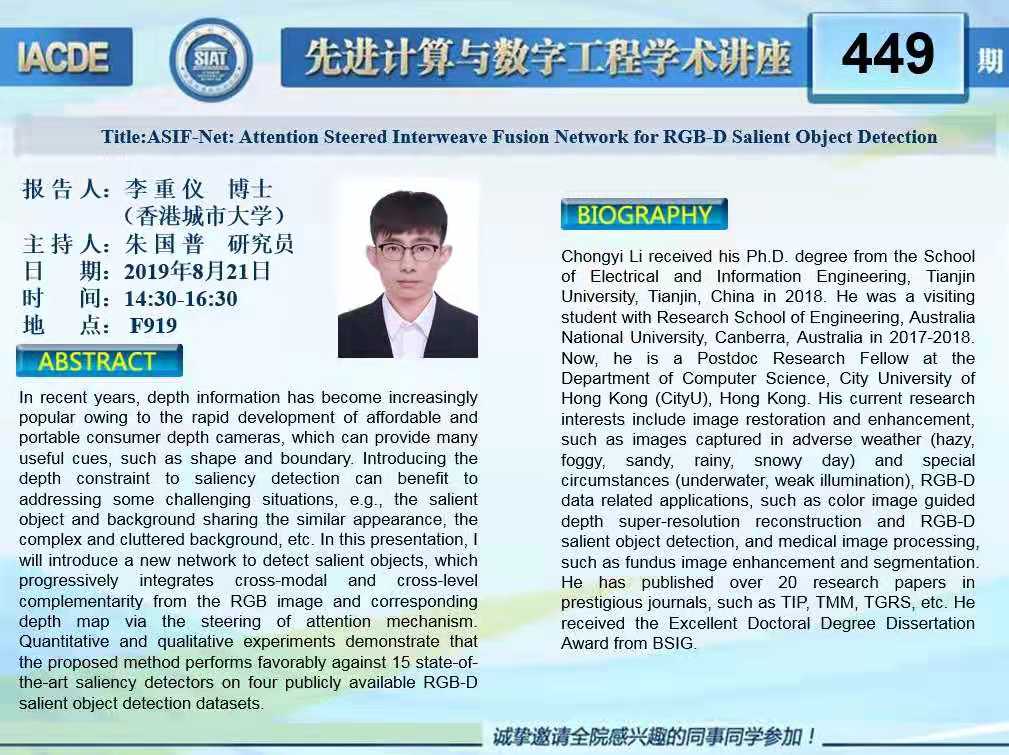 IACDE
SIAT
先进计算与数字工程学术讲座
449
期
Title:ASIF-Net: Attention Steered Interweave Fusion Network for RGB-D Salient Object Detection
报 告 人：李 重 仪 博士
（香港城市大学）
主 持 人：朱 国 普 研究员
日 期：2019年8月21日
时 间：14:30-16:30
地 点： F919
ABSTRACT
In recent years, depth information has become increasingly
popular owing to the rapid development of affordable and
portable consumer depth cameras, which can provide many
useful cues, such as shape and boundary. Introducing the
depth constraint to saliency detection can benefit to
addressing some challenging situations, e.g., the salient
object and background sharing the similar appearance, the
complex and cluttered background, etc. In this presentation, I
will introduce a new network to detect salient objects, which
progressively integrates cross-modal and cross-level
complementarity from the RGB image and corresponding
depth map via the steering of attention mechanism.
Quantitative and qualitative experiments demonstrate that
the proposed method performs favorably against 15 state-of-
the-art saliency detectors on four publicly available RGB-D
salient object detection datasets.
BIOGRAPHY
Chongyi Li received his Ph.D. degree from the School
of Electrical and Information Engineering, Tianjin
University, Tianjin, China in 2018. He was a visiting
student with Research School of Engineering, Australia
National University, Canberra, Australia in 2017-2018.
Now, he is a Postdoc Research Fellow at the
Department of Computer Science, City University of
Hong Kong (CityU), Hong Kong. His current research
interests include image restoration and enhancement,
such as images captured in adverse weather (hazy,
foggy, sandy, rainy, snowy day) and special
circumstances (underwater, weak illumination), RGB-D
data related applications, such as color image guided
depth super-resolution reconstruction and RGB-D
salient object detection, and medical image processing,
such as fundus image enhancement and segmentation.
He has published over 20 research papers in
prestigious journals, such as TIP, TMM, TGRS, etc. He
received the Excellent Doctoral Degree Dissertation
Award from BSIG.
诚挚邀请全院感兴趣的同事同学参加！